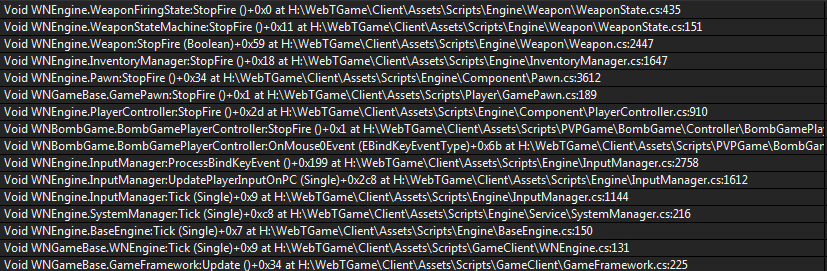 Void WNEngine.WeaponFiringState:StopFire ()+0x0 at H:\WebTGame\Client\Assets\Scripts\Engine\Weapon\WeaponState.cs:435
Void WNEngine.WeaponStateMachine:StopFire ()+0x11 at H:\WebTGame\Client\Assets\Scripts\Engine\Weapon\WeaponState.cs:151
Void WNEngine.Weapon:StopFire (Boolean)+0x59 at H:\WebTGame\Client\Assets\Scripts\Engine\Weapon\Weapon.cs:2447
Void WNEngine.InventoryManager:StopFire ()+0x18 at H:\WebTGame\Client\Assets\Scripts\Engine\InventoryManager.cs:1647
Void WNEngine.Pawn:StopFire ()+0x34 at H:\WebTGame\Client\Assets\Scripts\Engine\Component\Pawn.cs:3612
Void WNGameBase.GamePawn:StopFire ()+0x1 at H:\WebTGame\Client\Assets\Scripts\Player\GamePawn.cs:189
Void WNEngine.PlayerController:StopFire ()+0x2d at H:\WebTGame\Client\Assets\Scripts\Engine\Component\PlayerController.cs:910
Void WNBombGame.BombGamePlayerController:StopFire ()+0x1 at H:\WebTGame\Client\Assets\Scripts\PVPGame\BombGame\Controller\BombGamePlay
Void WNBombGame.BombGamePlayerController:OnMouse0Event (EBindKeyEventType)+0x6b at H:\WebTGame\Client\Assets\Scripts\PVPGame\BombGam
Void WNEngine.InputManager:ProcessBindKeyEvent ()+0x199 at H:\WebTGame\Client\Assets\Scripts\Engine\InputManager.cs:2758
Void WNEngine.InputManager:UpdatePlayerInputOnPC (Single)+0x2c8 at H:\WebTGame\Client\Assets\Scripts\Engine\InputManager.cs:1612
Void WNEngine.InputManager:Tick (Single)+0x9 at H:\WebTGame\Client\Assets\Scripts\Engine\InputManager.cs:1144
Void WNEngine.SystemManager:Tick (Single)+0xc8 at H:\WebTGame\Client\Assets\Scripts\Engine\Service\SystemManager.cs:216
Void WNEngine.BaseEngine:Tick (Single)+0x7 at H:\WebTGame\Client\Assets\Scripts\Engine\BaseEngine.cs:150
Void WNGameBase.WNEngine:Tick (Single)+0x9 at H:\WebTGame\Client\Assets\Scripts\GameClient\WNEngine.cs:131
Void WNGameBase.GameFramework:Update ()+0x34 at H:\WebTGame\Client\Assets\Scripts\GameClient\GameFramework.cs:225